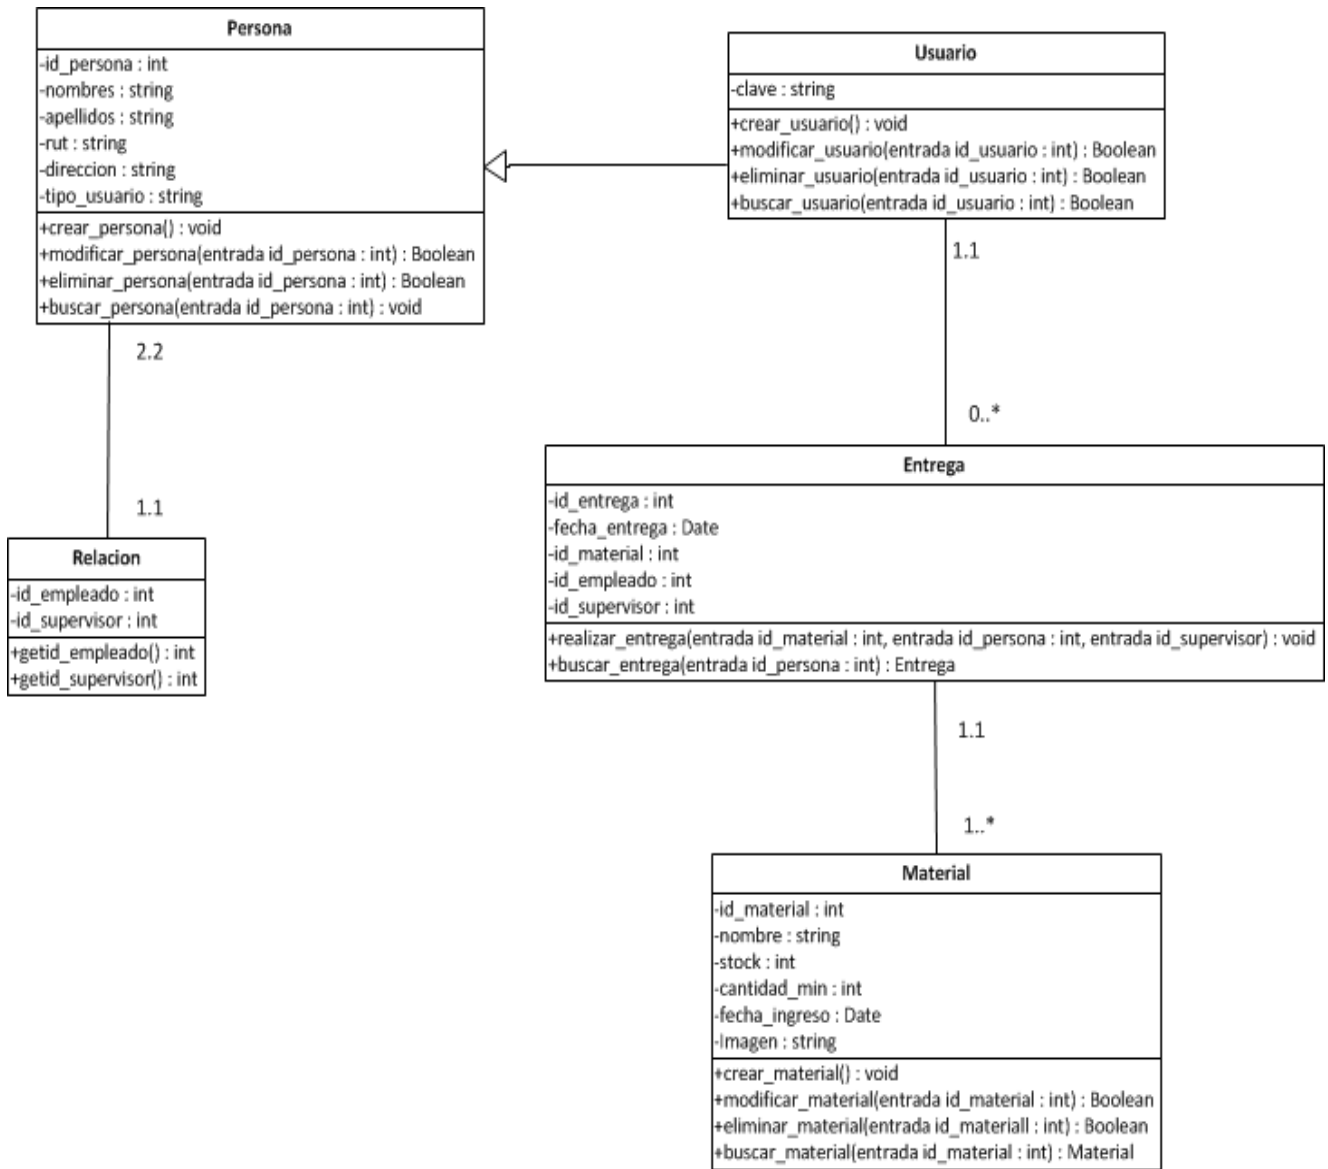 Persona
-id_persona : int
-nombres : string
-apellidos : string
-rut : string
-direccion : string
-tipo_usuario : string
+crear_persona() : void
+modificar_persona(entrada id_persona : int) : Boolean
+eliminar_persona(entrada id_persona : int) : Boolean
+buscar_persona(entrada id_persona : int) : void
Usuario
-clave : string
+crear_usuario() : void
+modificar_usuario(entrada id_usuario : int) : Boolean
+eliminar_usuario(entrada id_usuario : int) : Boolean
+buscar_usuario(entrada id_usuario : int) : Boolean
1.1
2.2
0..*
1.1
Relacion
-id_empleado : int
-id_supervisor : int
+getid_empleado() : int
+getid_supervisor() : int
Entrega
-id_entrega : int
-fecha_entrega : Date
-id_material : int
-id_empleado : int
-id_supervisor : int
+realizar_entrega(entrada id_material : int, entrada id_persona : int, entrada id_supervisor) : void
+buscar_entrega(entrada id_persona : int) : Entrega
1.1
1..*
Material
-id_material : int
-nombre : string
-stock : int
-cantidad_min : int
-fecha_ingreso : Date
-Imagen : string
+crear_material() : void
+modificar_material(entrada id_material : int) : Boolean
+eliminar_material(entrada id_materiall : int) : Boolean
+buscar_material(entrada id_material : int) : Material